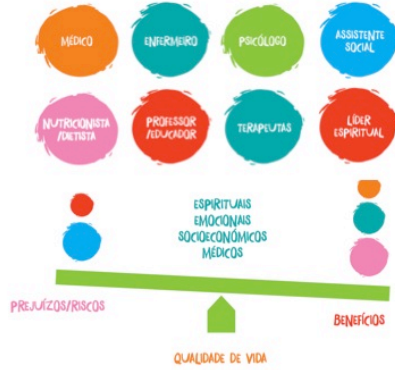 MÉDICO
ENFERMEIRO
PSICÓLOGO
ASSISTENTE
SOCIAL
NUTRICIONISTA
/DIETISTA
PROFESSOR
/EDUCADOR
TERAPEUTAS
LÍDER
ESPIRITUAL
ESPIRITUAIS
EMOCIONAIS
SOCIOECONÓMICOS
MÉDICOS
PREJUÍZOS/RISCOS
BENEFÍCIOS
QUALIDADE DE VIDA